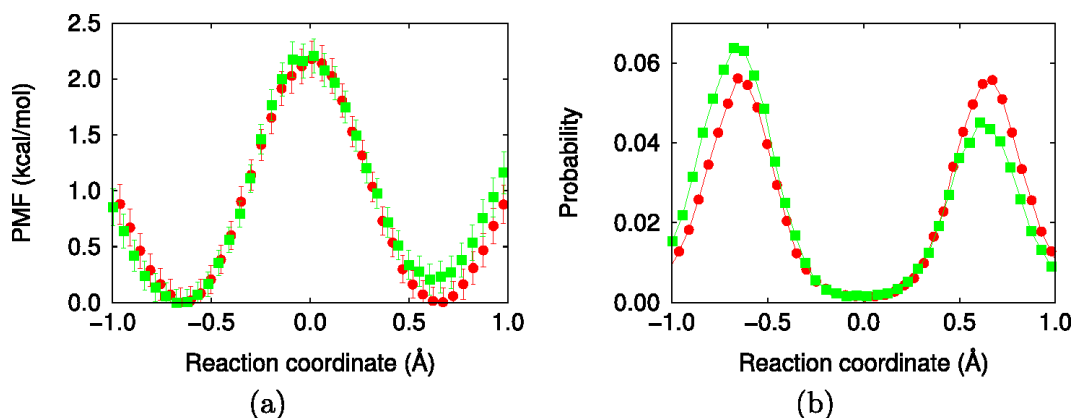 2.5
2.0
1.5
1.0
0.5
0.0
PMF (kcal/mol)
−1.0 −0.5 0.0 0.5 1.0
Reaction coordinate (Å)
(a)
0.06
0.04
0.02
0.00
Probability
−1.0 −0.5 0.0 0.5 1.0
Reaction coordinate (Å)
(b)